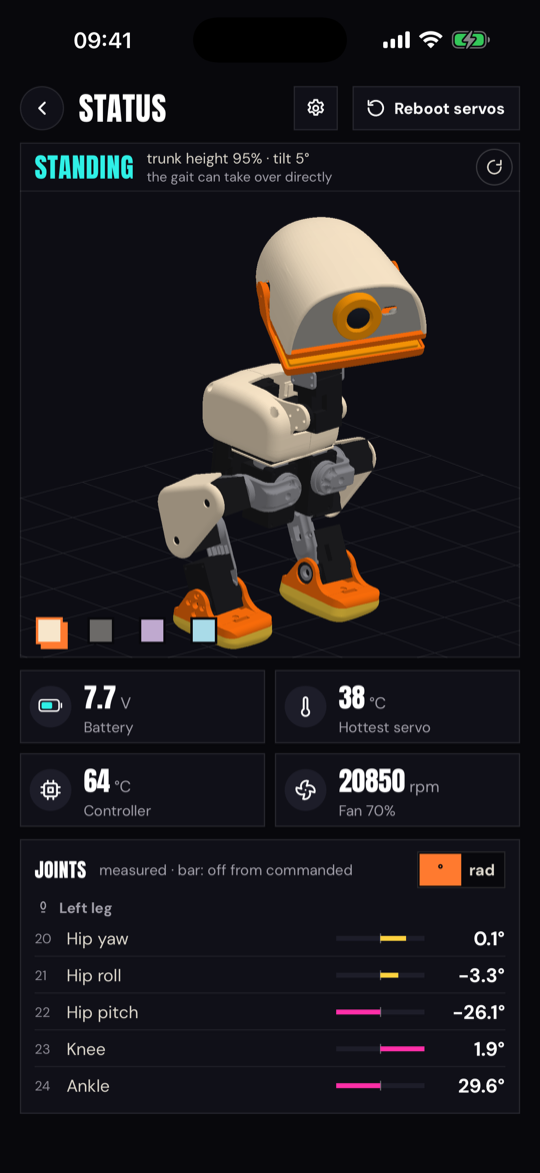 09:41
STATUS
Reboot servos
STANDING
trunk height 95% · tilt 5°
the gait can take over directly
7.7 V
Battery
38 °C
Hottest servo
64 °C
Controller
20850 rpm
Fan 70%
JOINTS measured · bar: off from commanded ° rad
Left leg
20 Hip yaw 0.1°
21 Hip roll −3.3°
22 Hip pitch −26.1°
23 Knee 1.9°
24 Ankle 29.6°